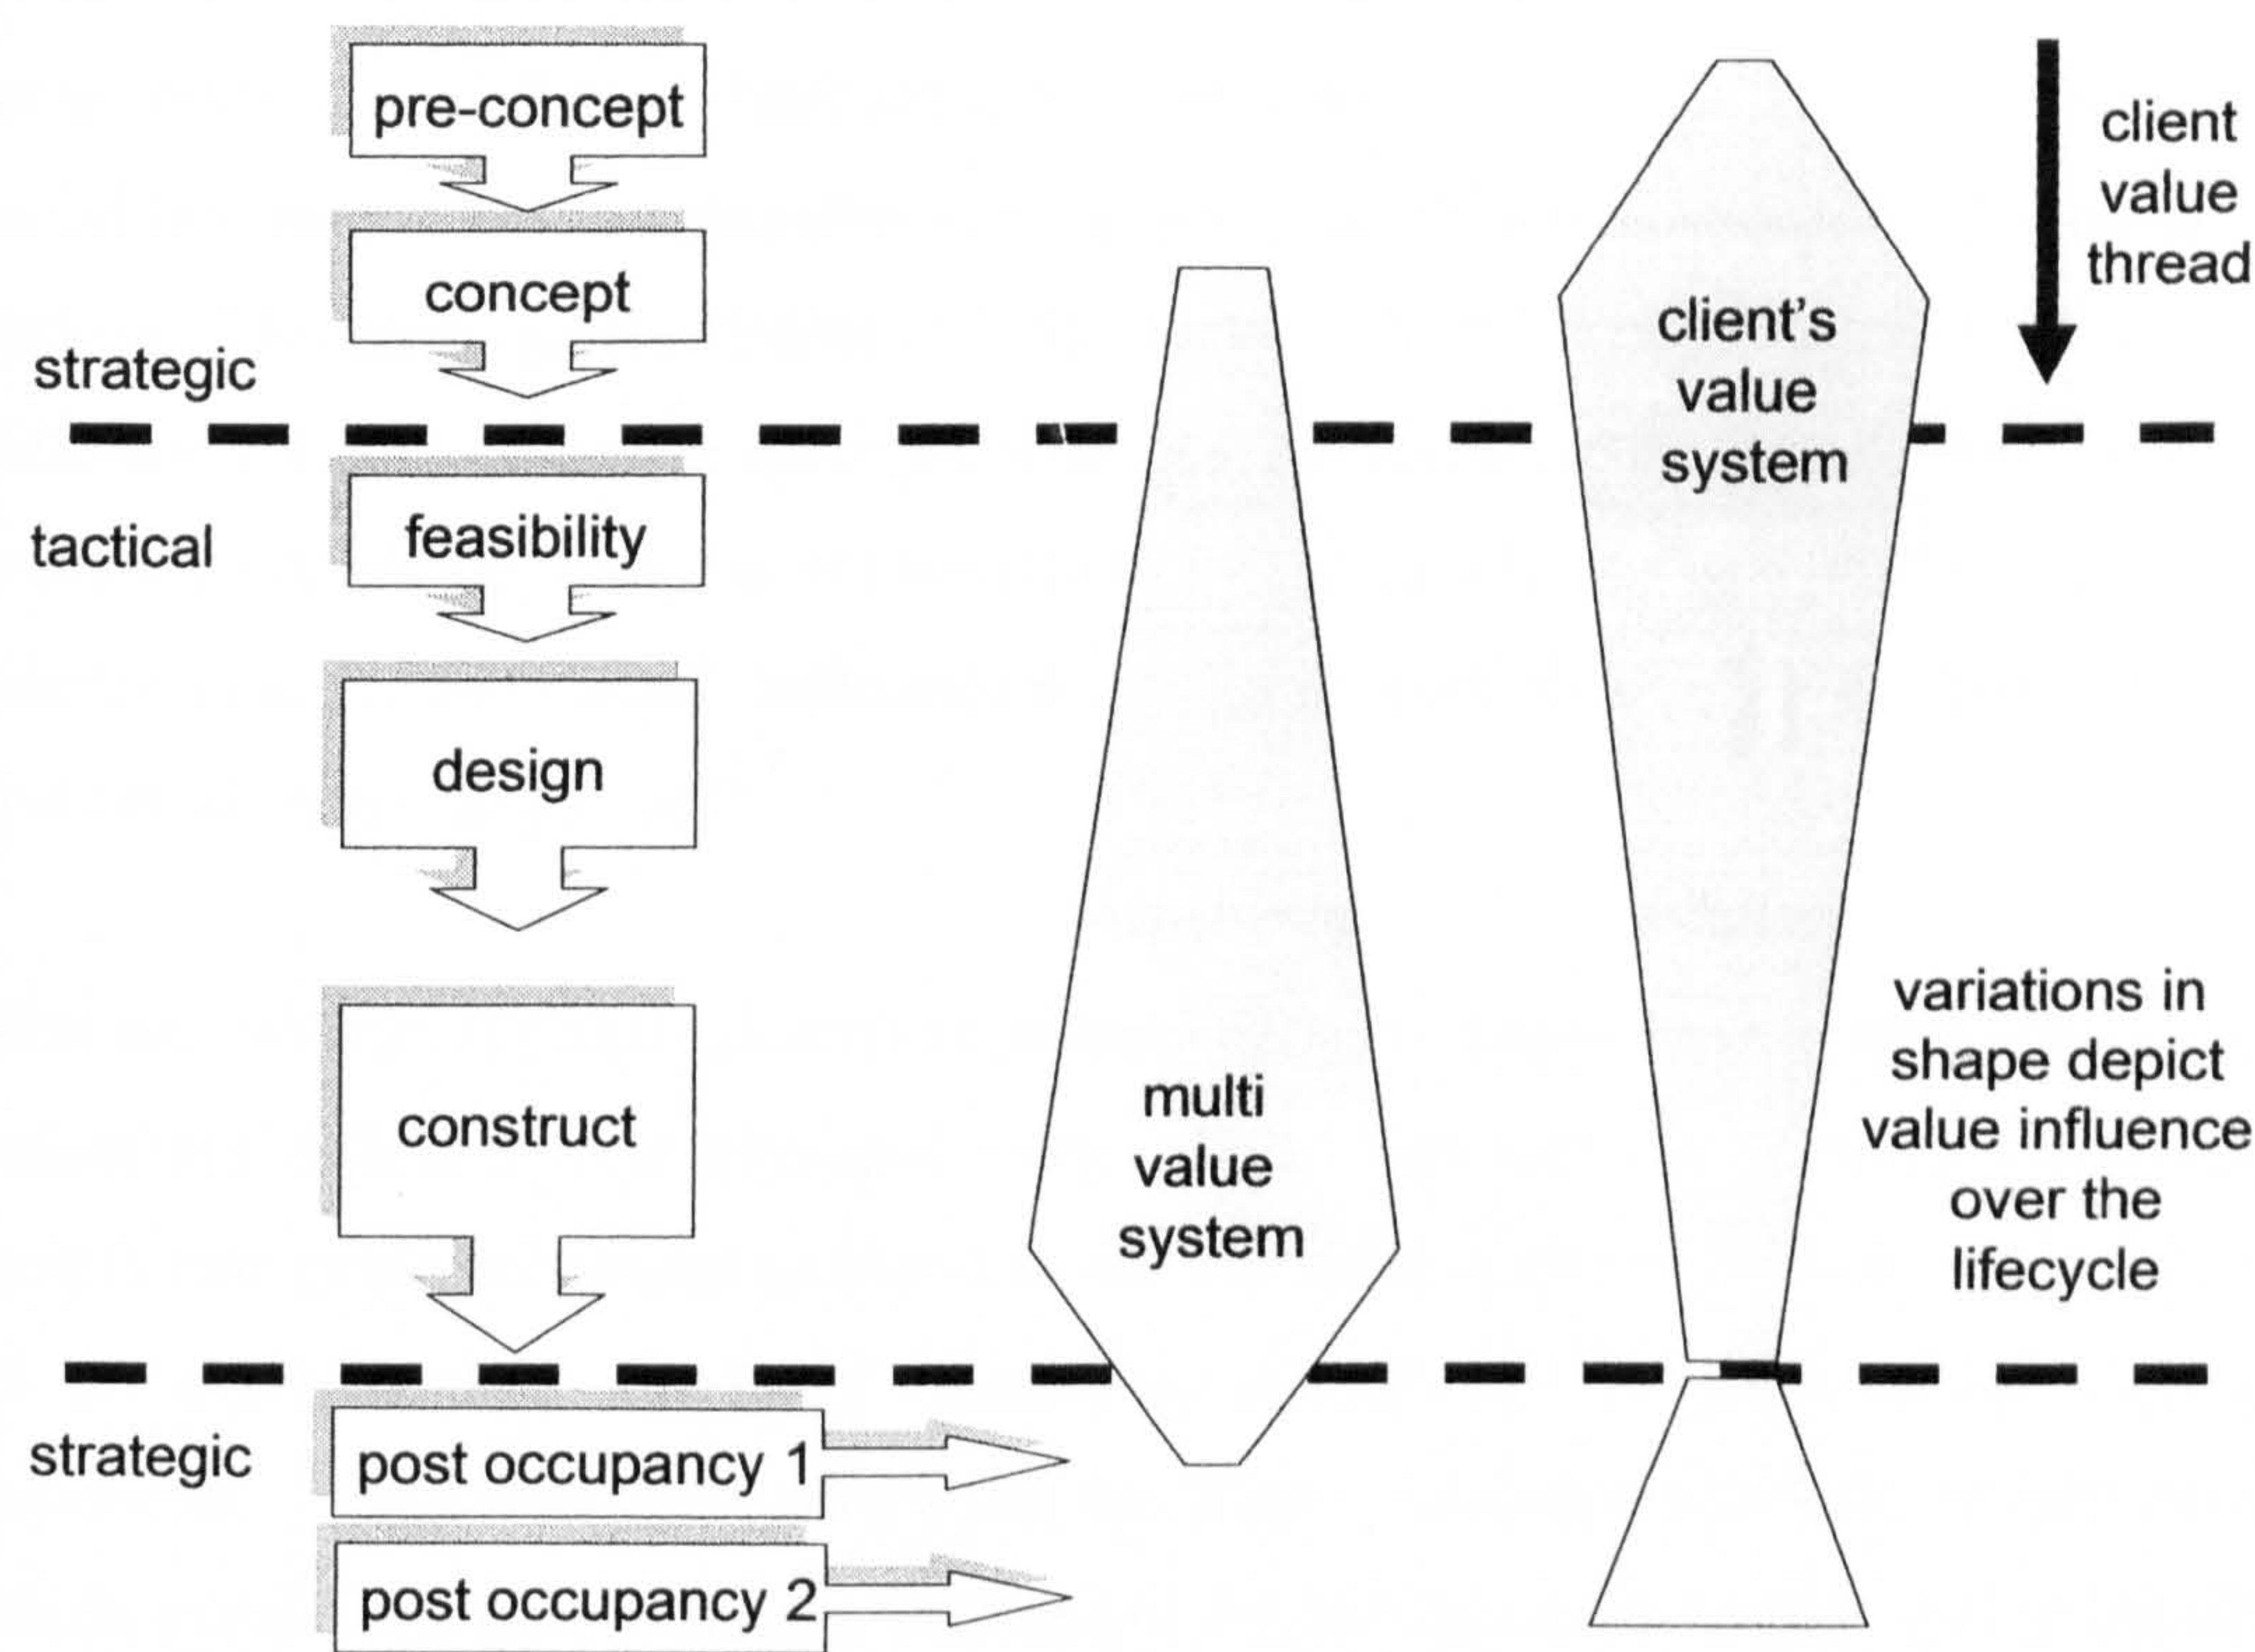 pre-concept
concept
strategic
tactical
feasibility
design
construct
strategic
post occupancy 1
post occupancy 2
multi
value
system
client's
value
system
client
value
thread
variations in
shape depict
value influence
over the
lifecycle